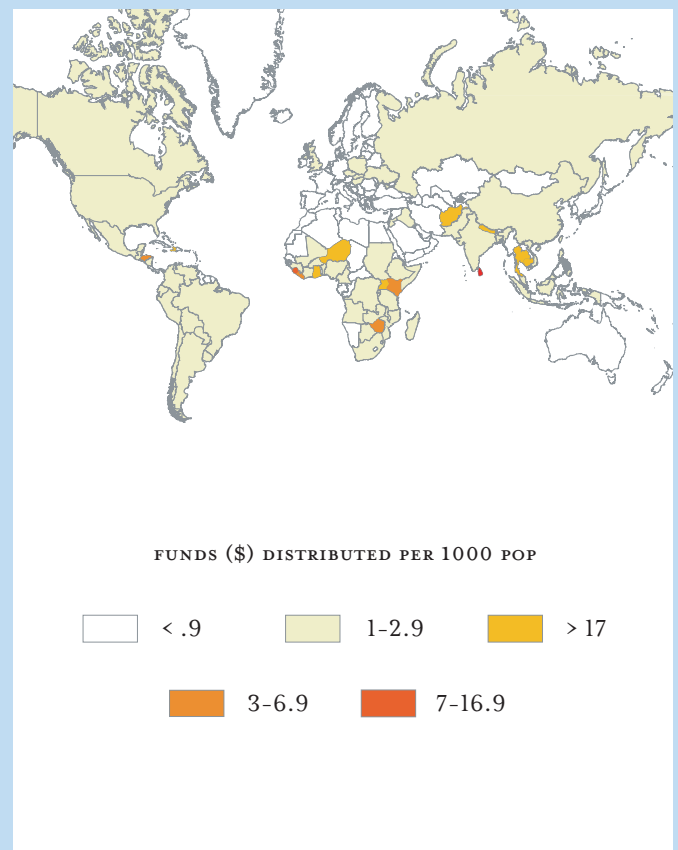 FUNDS ($) DISTRIBUTED PER 1000 POP
< .9 1-2.9 > 17
3-6.9 7-16.9